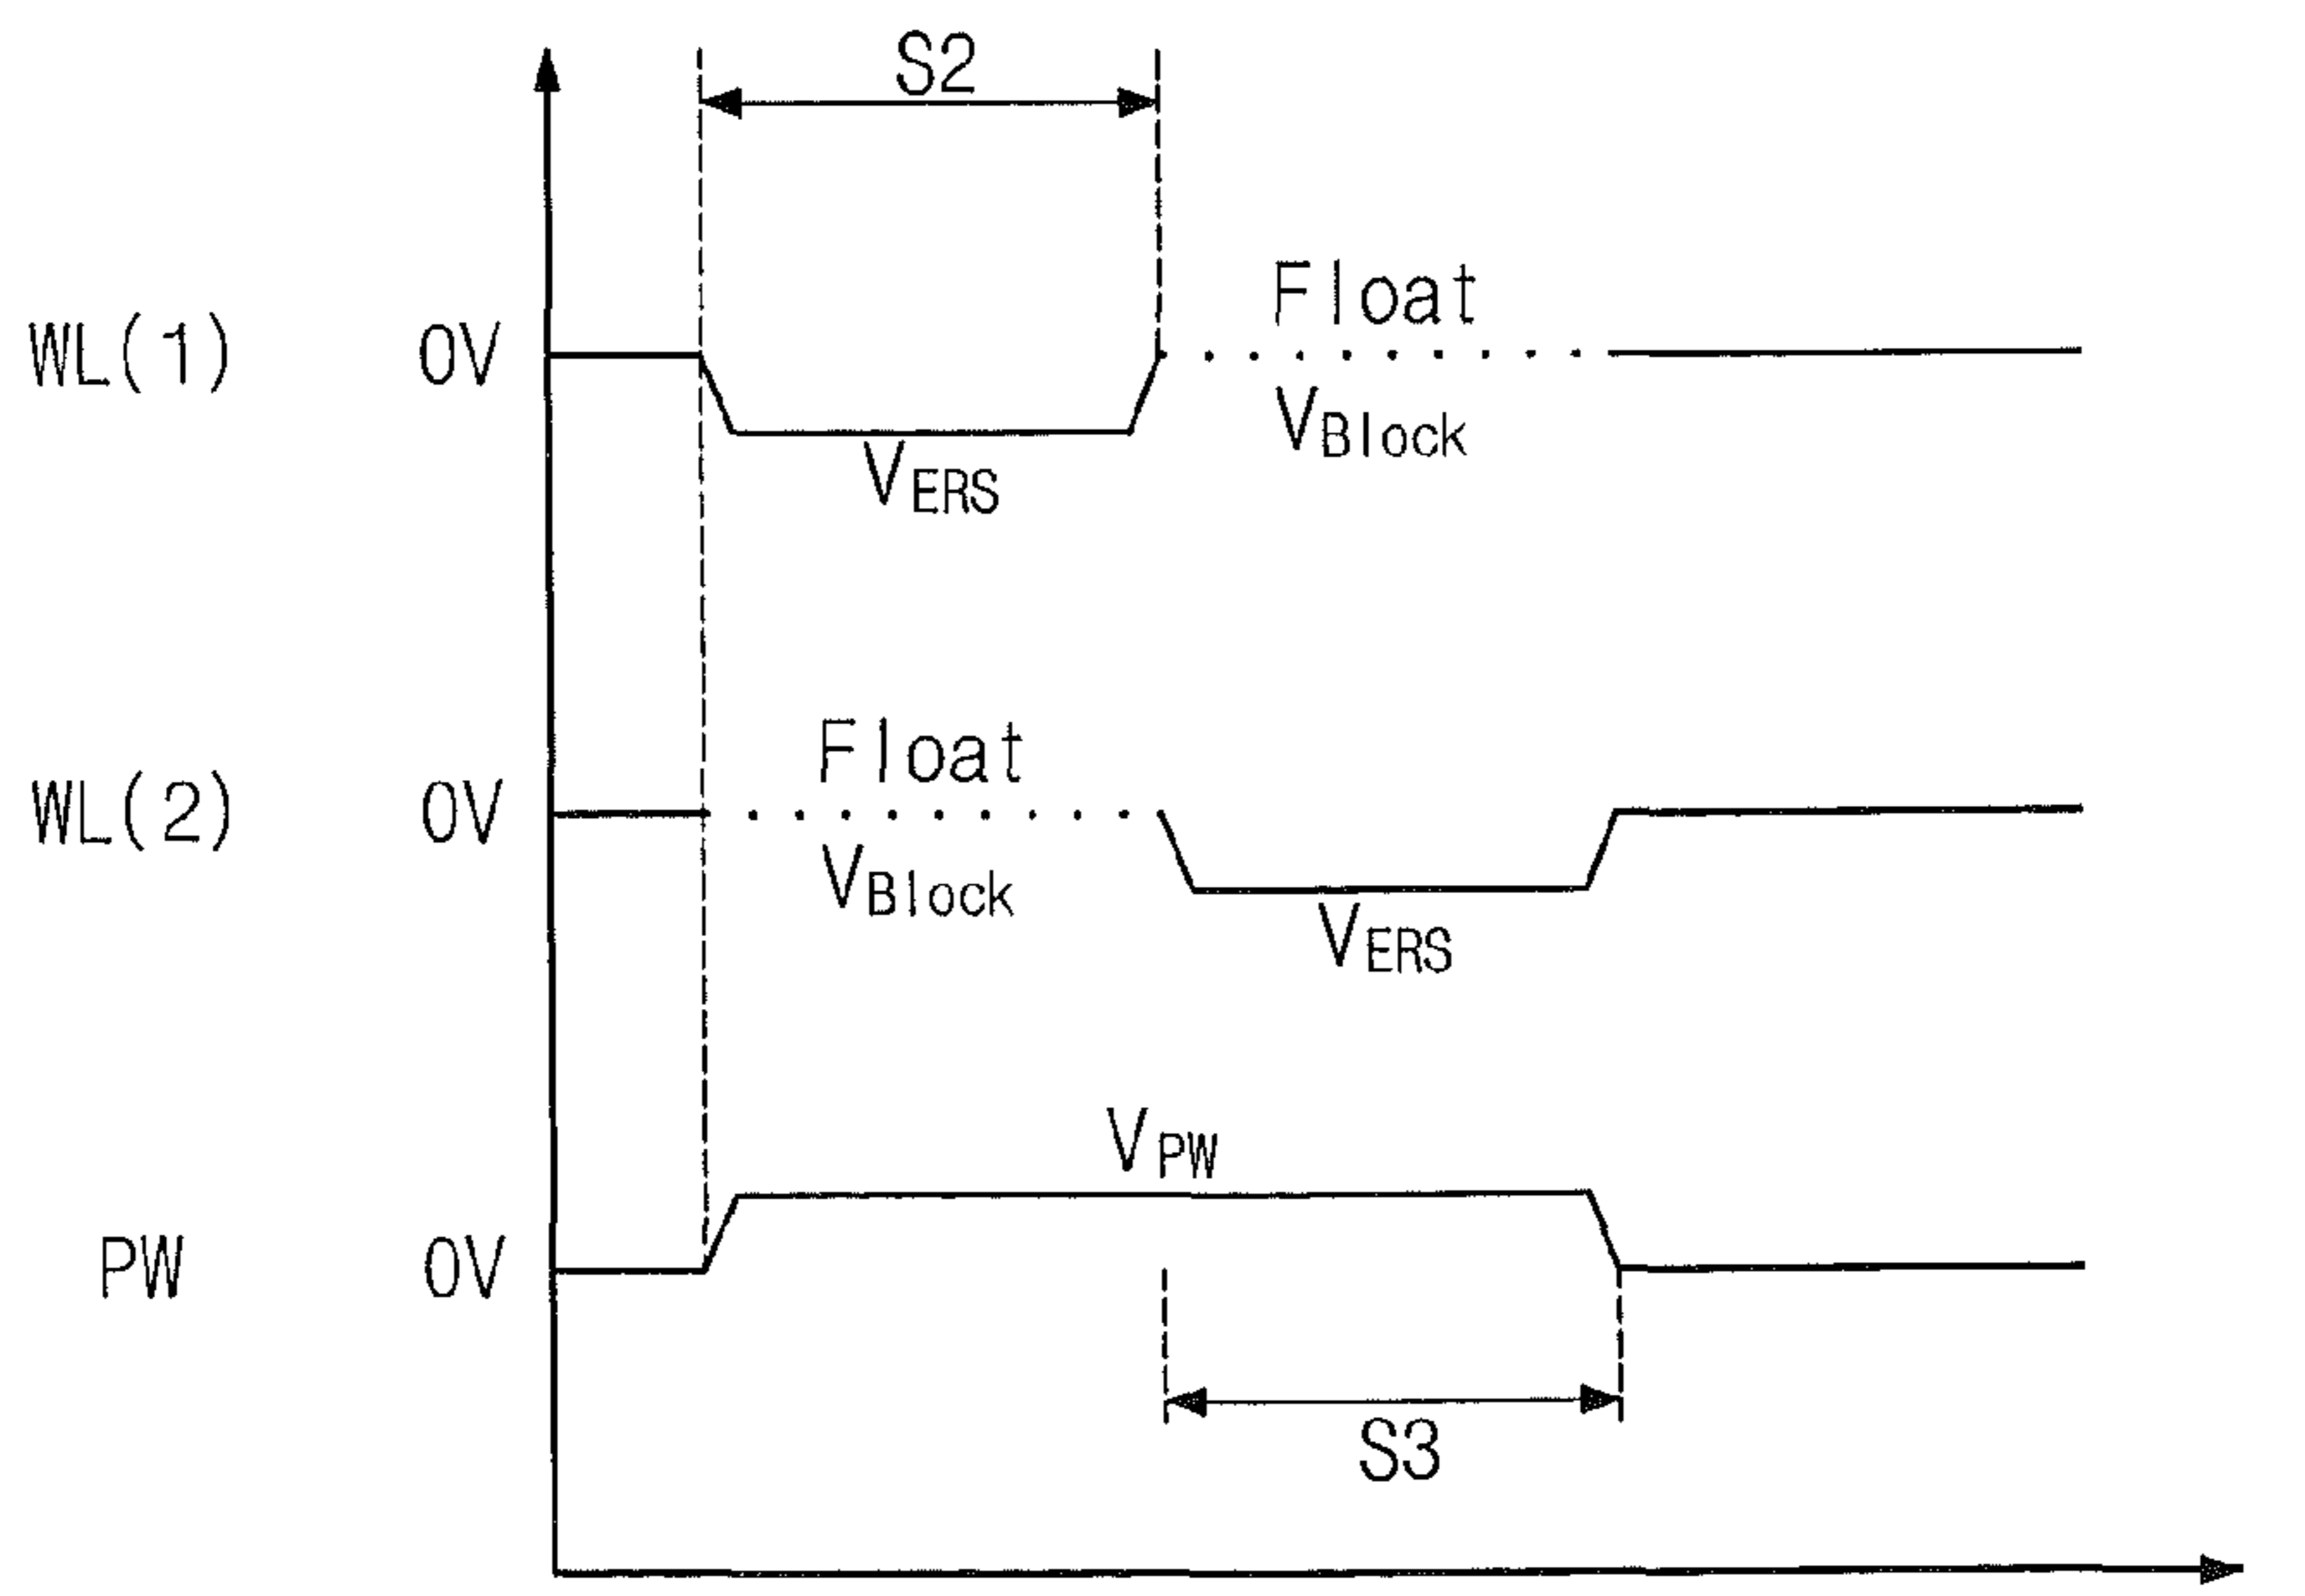 S2
WL(1)
0V
Float
VBlock
VERS
WL(2)
0V
Float
VBlock
VERS
PW
0V
VPW
S3